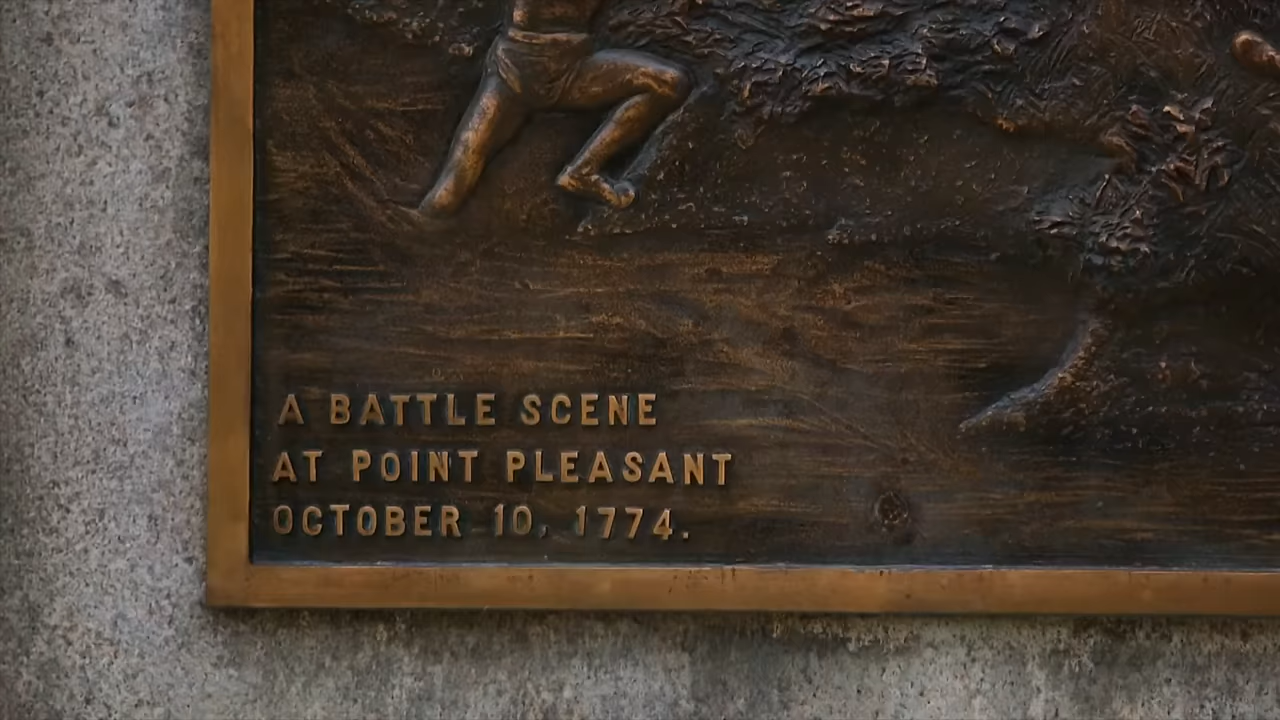 A BATTLE SCENE
AT POINT PLEASANT
OCTOBER 10, 1774.